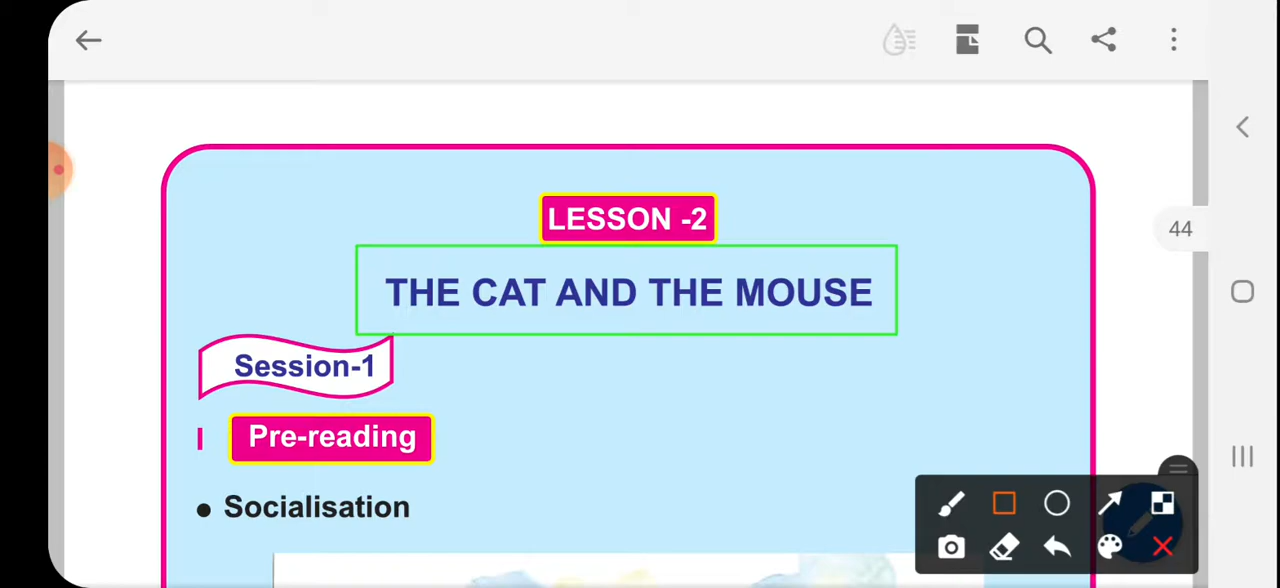 LESSON -2
THE CAT AND THE MOUSE
Session-1
I Pre-reading
● Socialisation
44